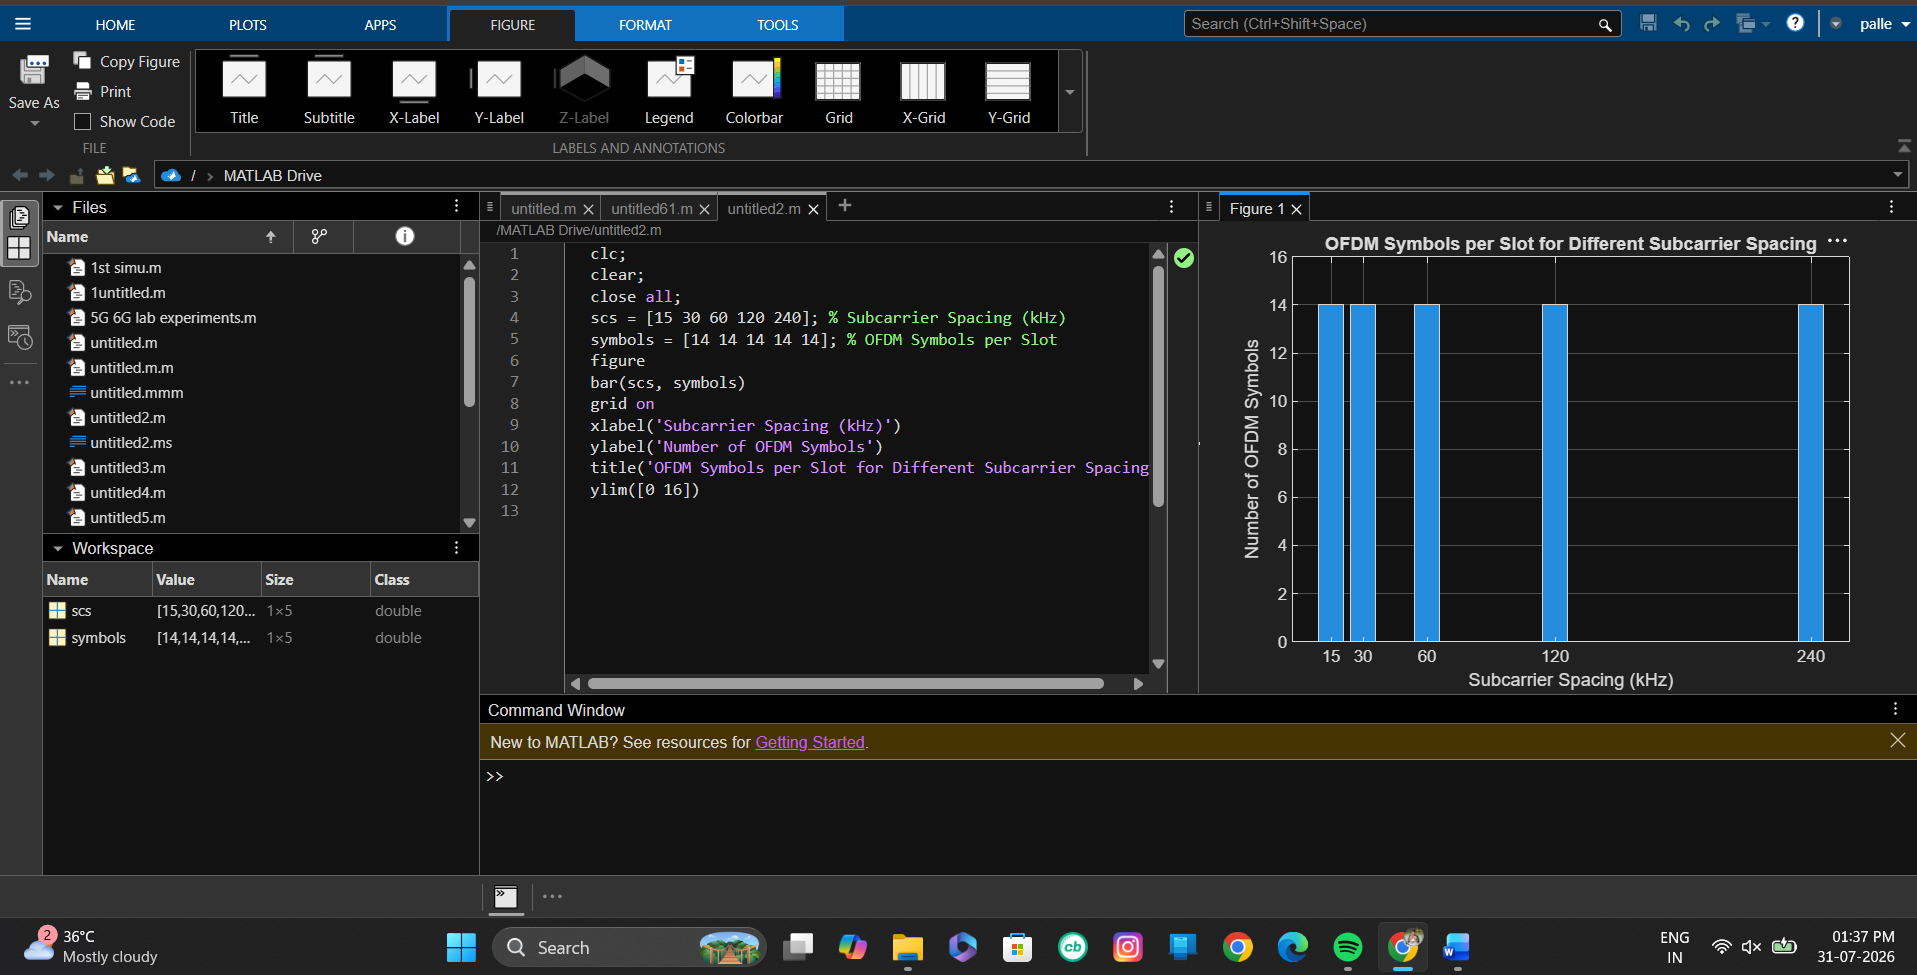 HOME
PLOTS
APPS
FIGURE
FORMAT
TOOLS
Search (Ctrl+Shift+Space)
palle
Save As
Copy Figure
Print
Show Code
FILE
Title
Subtitle
X-Label
Y-Label
Z-Label
Legend
Colorbar
Grid
X-Grid
Y-Grid
LABELS AND ANNOTATIONS
/ › MATLAB Drive
Files
Name
1st simu.m
1untitled.m
5G 6G lab experiments.m
untitled.m
untitled.m.m
untitled.mmm
untitled2.m
untitled2.ms
untitled3.m
untitled4.m
untitled5.m
Workspace
Name Value Size Class
scs [15,30,60,120... 1×5 double
symbols [14,14,14,14,... 1×5 double
untitled.m
untitled61.m
untitled2.m
/MATLAB Drive/untitled2.m
1 clc;
2 clear;
3 close all;
4 scs = [15 30 60 120 240]; % Subcarrier Spacing (kHz)
5 symbols = [14 14 14 14 14]; % OFDM Symbols per Slot
6 figure
7 bar(scs, symbols)
8 grid on
9 xlabel('Subcarrier Spacing (kHz)')
10 ylabel('Number of OFDM Symbols')
11 title('OFDM Symbols per Slot for Different Subcarrier Spacing
12 ylim([0 16])
13
Figure 1
OFDM Symbols per Slot for Different Subcarrier Spacing
16
14
12
10
8
6
4
2
0
Number of OFDM Symbols
15 30 60 120 240
Subcarrier Spacing (kHz)
Command Window
New to MATLAB? See resources for Getting Started.
>>
2
36°C
Mostly cloudy
Search
cb
W
ENG
IN
01:37 PM
31-07-2026